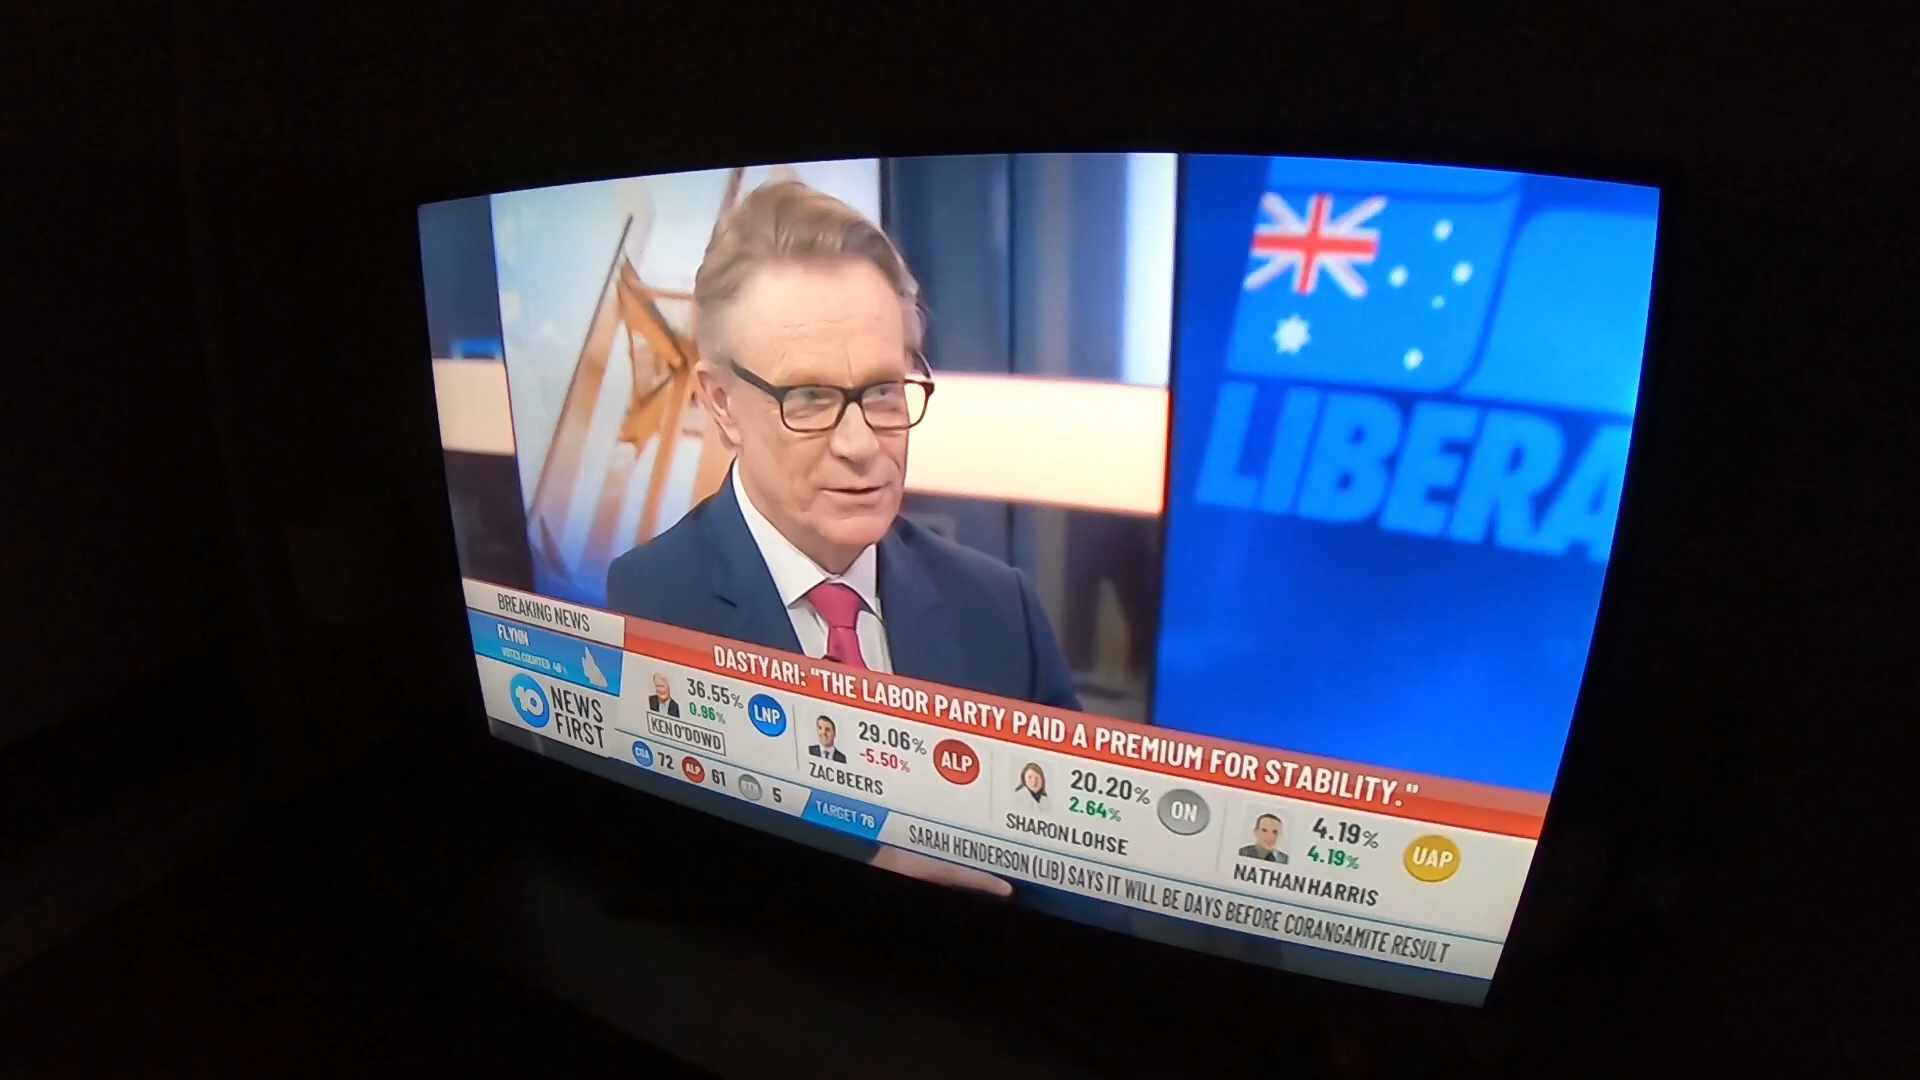 LIBERA
BREAKING NEWS
FLYNN
VOTES COUNTED 48%
DASTYARI: "THE LABOR PARTY PAID A PREMIUM FOR STABILITY."
10 NEWS
FIRST
36.55%
0.96%
LNP
KEN O'DOWD
29.06%
-5.50%
ALP
ZAC BEERS
20.20%
2.64%
ON
SHARON LOHSE
4.19%
4.19%
UAP
NATHAN HARRIS
72 ALP 61 5
TARGET 76
SARAH HENDERSON (LIB) SAYS IT WILL BE DAYS BEFORE CORANGAMITE RESULT